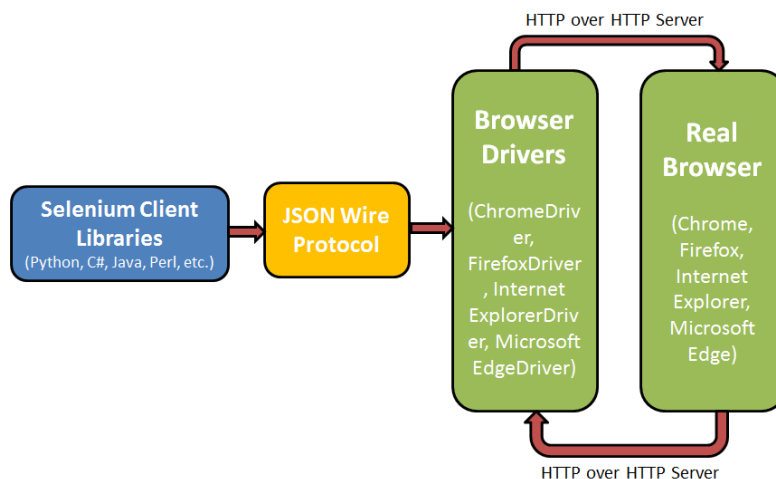 HTTP over HTTP Server
Selenium Client
Libraries
(Python, C#, Java, Perl, etc.)
JSON Wire
Protocol
Browser
Drivers
(ChromeDriv
er,
FirefoxDriver
, Internet
ExplorerDriv
er, Microsoft
EdgeDriver)
Real
Browser
(Chrome,
Firefox,
Internet
Explorer,
Microsoft
Edge)
HTTP over HTTP Server